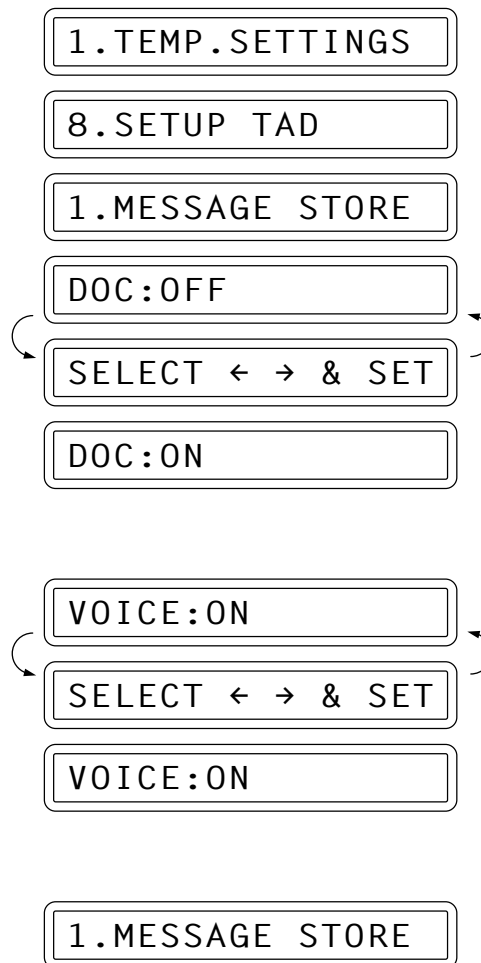 1.TEMP.SETTINGS
8.SETUP TAD
1.MESSAGE STORE
DOC:OFF
SELECT ← → & SET
DOC:ON
VOICE:ON
SELECT ← → & SET
VOICE:ON
1.MESSAGE STORE